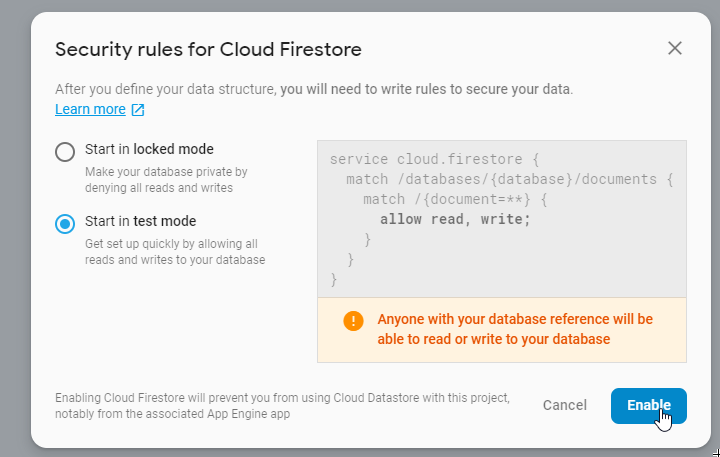 Security rules for Cloud Firestore
After you define your data structure, you will need to write rules to secure your data.
Learn more
Start in locked mode
Make your database private by
denying all reads and writes
Start in test mode
Get set up quickly by allowing all
reads and writes to your database
service cloud.firestore {
  match /databases/{database}/documents {
    match /{document=**} {
      allow read, write;
    }
  }
}
! Anyone with your database reference will be
able to read or write to your database
Enabling Cloud Firestore will prevent you from using Cloud Datastore with this project,
notably from the associated App Engine app
Cancel
Enable